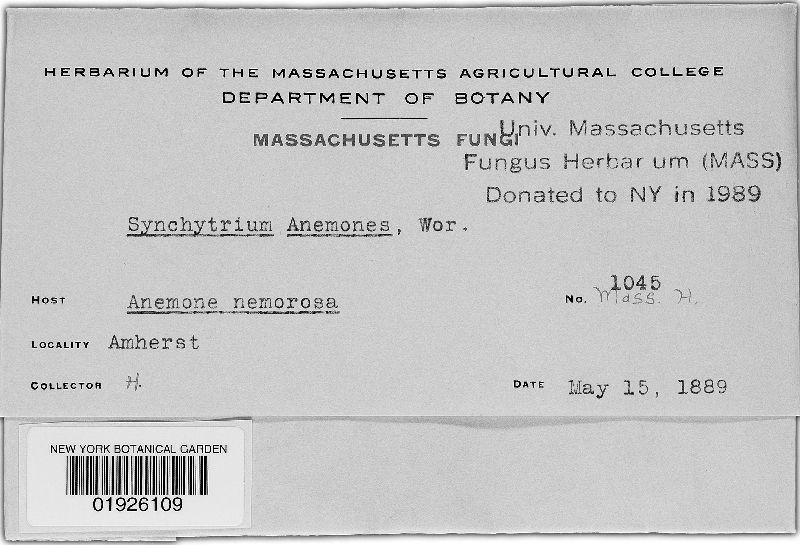 HERBARIUM OF THE MASSACHUSETTS AGRICULTURAL COLLEGE
DEPARTMENT OF BOTANY
MASSACHUSETTS FUNGI
Univ. Massachusetts
Fungus Herbar um (MASS)
Donated to NY in 1989
Synchytrium Anemones, Wor.
HOST Anemone nemorosa
No. 1045
Mass. H.
LOCALITY Amherst
COLLECTOR H.
DATE May 15, 1889
NEW YORK BOTANICAL GARDEN
01926109